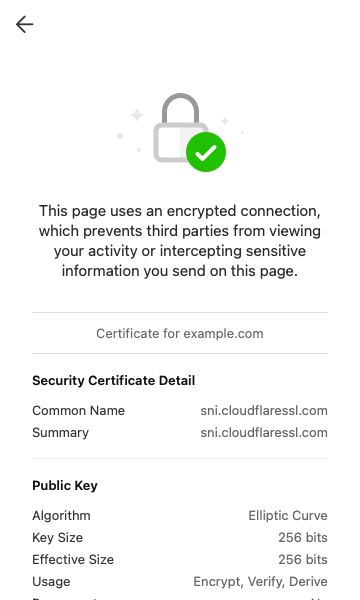 This page uses an encrypted connection,
which prevents third parties from viewing
your activity or intercepting sensitive
information you send on this page.
Certificate for example.com
Security Certificate Detail
Common Name sni.cloudflaressl.com
Summary sni.cloudflaressl.com
Public Key
Algorithm Elliptic Curve
Key Size 256 bits
Effective Size 256 bits
Usage Encrypt, Verify, Derive